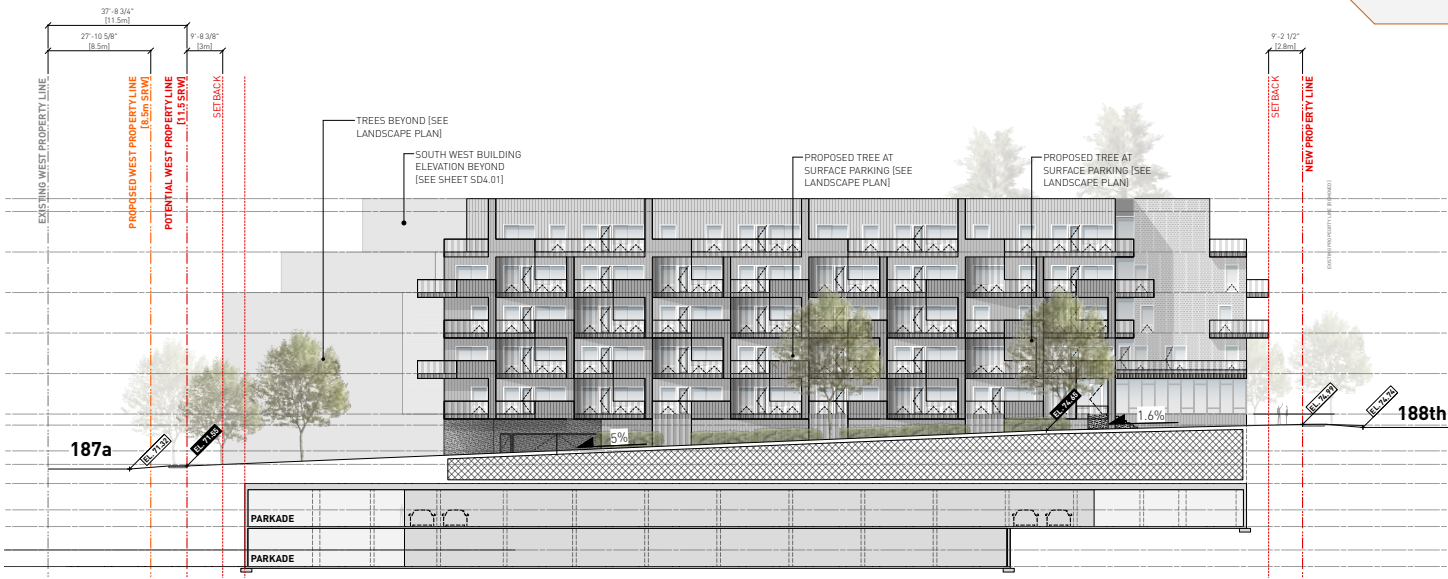 37'-8 3/4"
[11.5m]
27'-10 5/8"
[8.5m]
9'-8 3/8"
[3m]
9'-2 1/2"
[2.8m]
EXISTING WEST PROPERTY LINE
PROPOSED WEST PROPERTY LINE
[8.5m SRW]
POTENTIAL WEST PROPERTY LINE
[11.5 SRW]
SETBACK
TREES BEYOND [SEE
LANDSCAPE PLAN]
SOUTH WEST BUILDING
ELEVATION BEYOND
[SEE SHEET SD4.01]
PROPOSED TREE AT
SURFACE PARKING [SEE
LANDSCAPE PLAN]
PROPOSED TREE AT
SURFACE PARKING [SEE
LANDSCAPE PLAN]
SETBACK
NEW PROPERTY LINE
EXISTING PROPERTY LINE
187a
EL. 71.32
EL. 71.55
5%
EL. 74.65
1.6%
EL. 74.99
EL. 74.74
188th
PARKADE
PARKADE